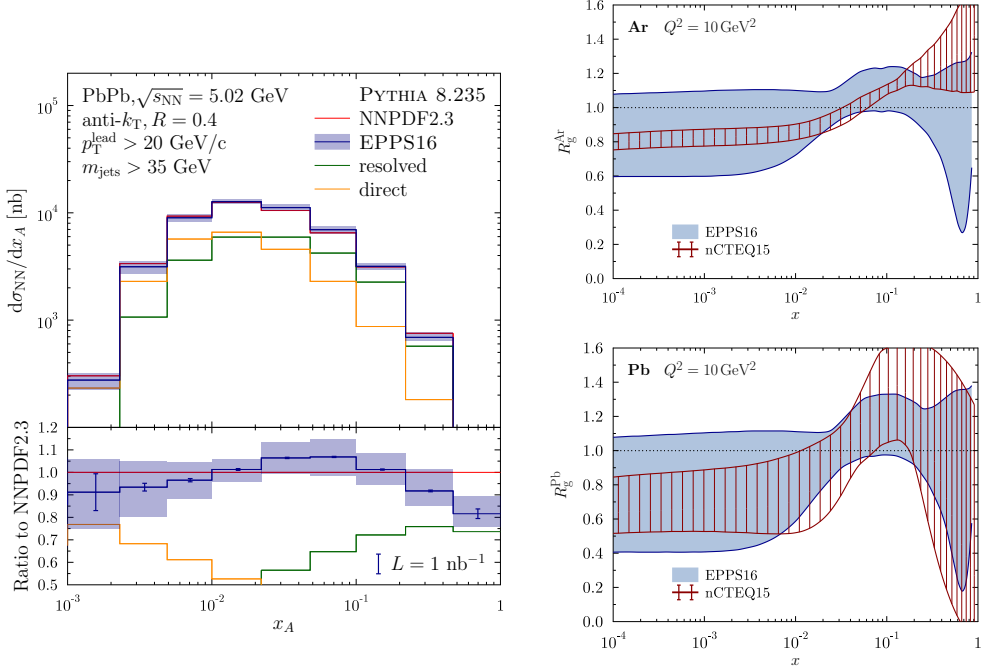 PbPb, √s_NN = 5.02 GeV
anti-k_T, R = 0.4
p_T^lead > 20 GeV/c
m_jets > 35 GeV
PYTHIA 8.235
NNPDF2.3
EPPS16
resolved
direct
dσ_NN/dx_A [nb]
10^5
10^4
10^3
Ratio to NNPDF2.3
1.2
1.1
1.0
0.9
0.8
0.7
0.6
0.5
L = 1 nb^−1
10^−3
10^−2
10^−1
1
x_A
Ar Q^2 = 10 GeV^2
R_g^Ar
1.6
1.4
1.2
1.0
0.8
0.6
0.4
0.2
0.0
EPPS16
nCTEQ15
10^-4
10^-3
10^-2
10^-1
1
x
Pb Q^2 = 10 GeV^2
R_g^Pb
1.6
1.4
1.2
1.0
0.8
0.6
0.4
0.2
0.0
EPPS16
nCTEQ15
10^-4
10^-3
10^-2
10^-1
1
x